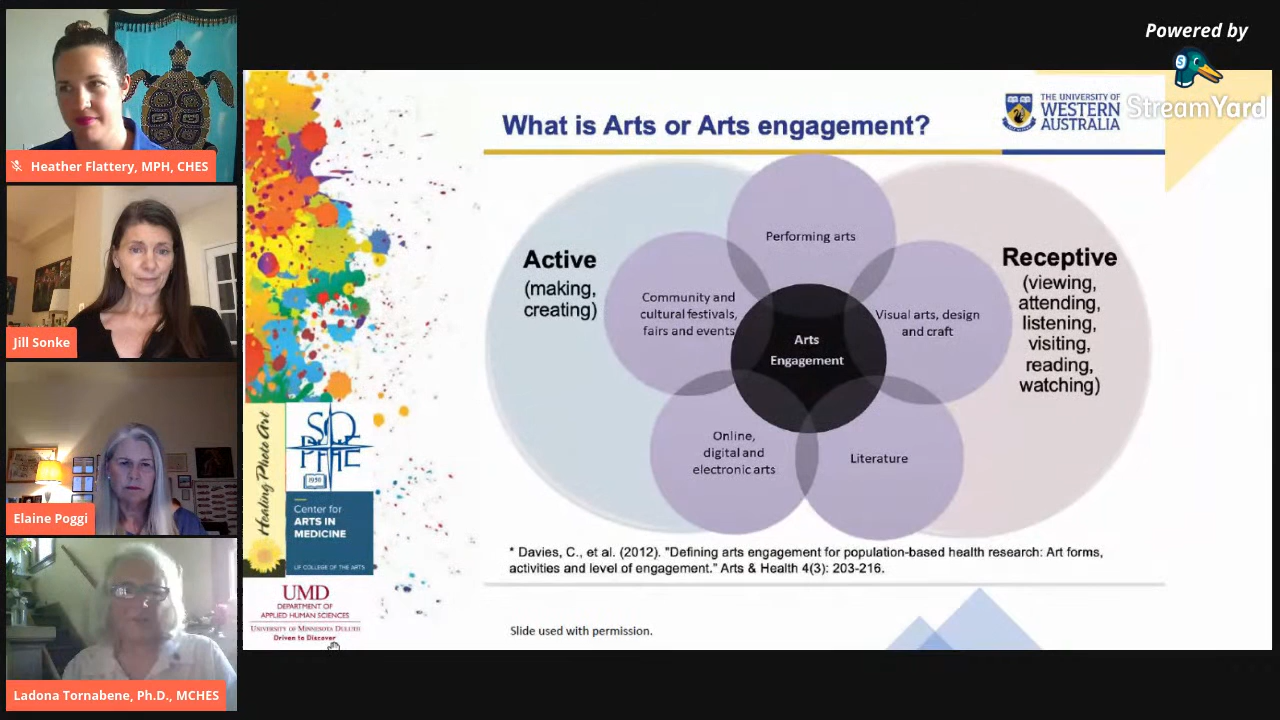 Powered by
StreamYard
Heather Flattery, MPH, CHES
Jill Sonke
Elaine Poggi
Ladona Tornabene, Ph.D., MCHES
What is Arts or Arts engagement?
THE UNIVERSITY OF
WESTERN
AUSTRALIA
Active
(making,
creating)
Performing arts
Community and
cultural festivals,
fairs and events
Visual arts, design
and craft
Arts
Engagement
Online,
digital and
electronic arts
Literature
Receptive
(viewing,
attending,
listening,
visiting,
reading,
watching)
* Davies, C., et al. (2012). "Defining arts engagement for population-based health research: Art forms,
activities and level of engagement." Arts & Health 4(3): 203-216.
Slide used with permission.
Healing Photo Art
SO
PHE
1950
Center for
ARTS IN
MEDICINE
UF COLLEGE OF THE ARTS
UMD
DEPARTMENT OF
APPLIED HUMAN SCIENCES
UNIVERSITY OF MINNESOTA DULUTH
Driven to Discover